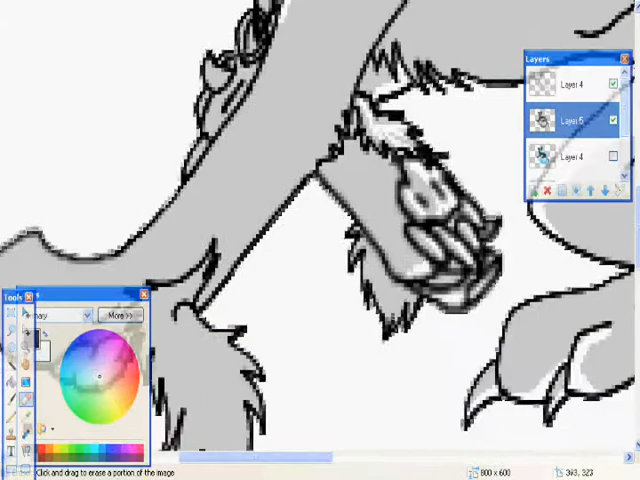 Layers
Layer 4
Layer 5
Layer 4
Tools
More >>
Click and drag to erase a portion of the image
800 x 600
343, 323